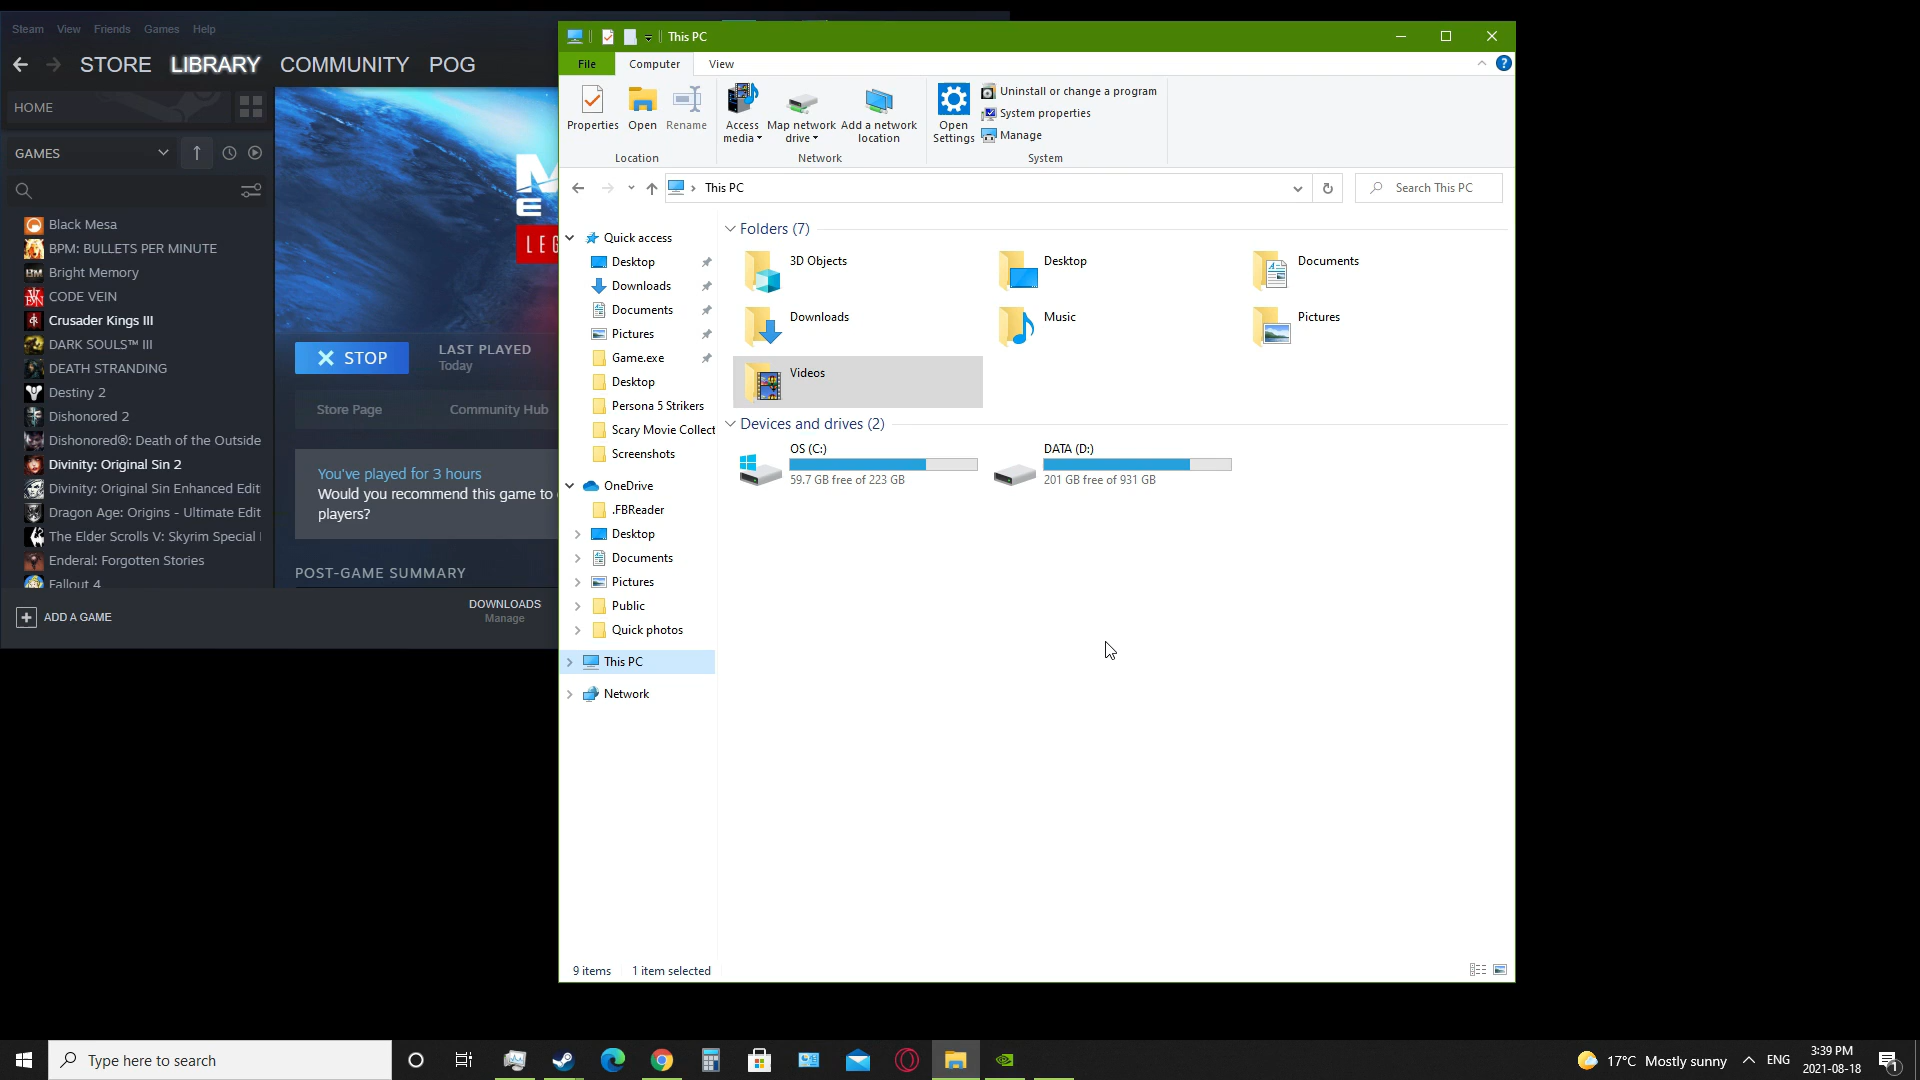 Steam View Friends Games Help
STORE LIBRARY COMMUNITY POG
HOME
GAMES
Black Mesa
BPM: BULLETS PER MINUTE
Bright Memory
CODE VEIN
Crusader Kings III
DARK SOULS™ III
DEATH STRANDING
Destiny 2
Dishonored 2
Dishonored®: Death of the Outside
Divinity: Original Sin 2
Divinity: Original Sin Enhanced Edit
Dragon Age: Origins - Ultimate Edit
The Elder Scrolls V: Skyrim Special
Enderal: Forgotten Stories
Fallout 4
ADD A GAME
M
E
LEG
STOP
LAST PLAYED
Today
Store Page
Community Hub
You've played for 3 hours
Would you recommend this game to
players?
POST-GAME SUMMARY
DOWNLOADS
Manage
This PC
File Computer View
Properties
Open
Rename
Location
Access
media
Map network
drive
Add a network
location
Network
Open
Settings
Uninstall or change a program
System properties
Manage
System
This PC
Search This PC
Quick access
Desktop
Downloads
Documents
Pictures
Game.exe
Desktop
Persona 5 Strikers
Scary Movie Collect
Screenshots
OneDrive
.FBReader
Desktop
Documents
Pictures
Public
Quick photos
This PC
Network
Folders (7)
3D Objects
Desktop
Documents
Downloads
Music
Pictures
Videos
Devices and drives (2)
OS (C:)
59.7 GB free of 223 GB
DATA (D:)
201 GB free of 931 GB
9 items 1 item selected
Type here to search
17°C Mostly sunny
ENG
3:39 PM
2021-08-18
1